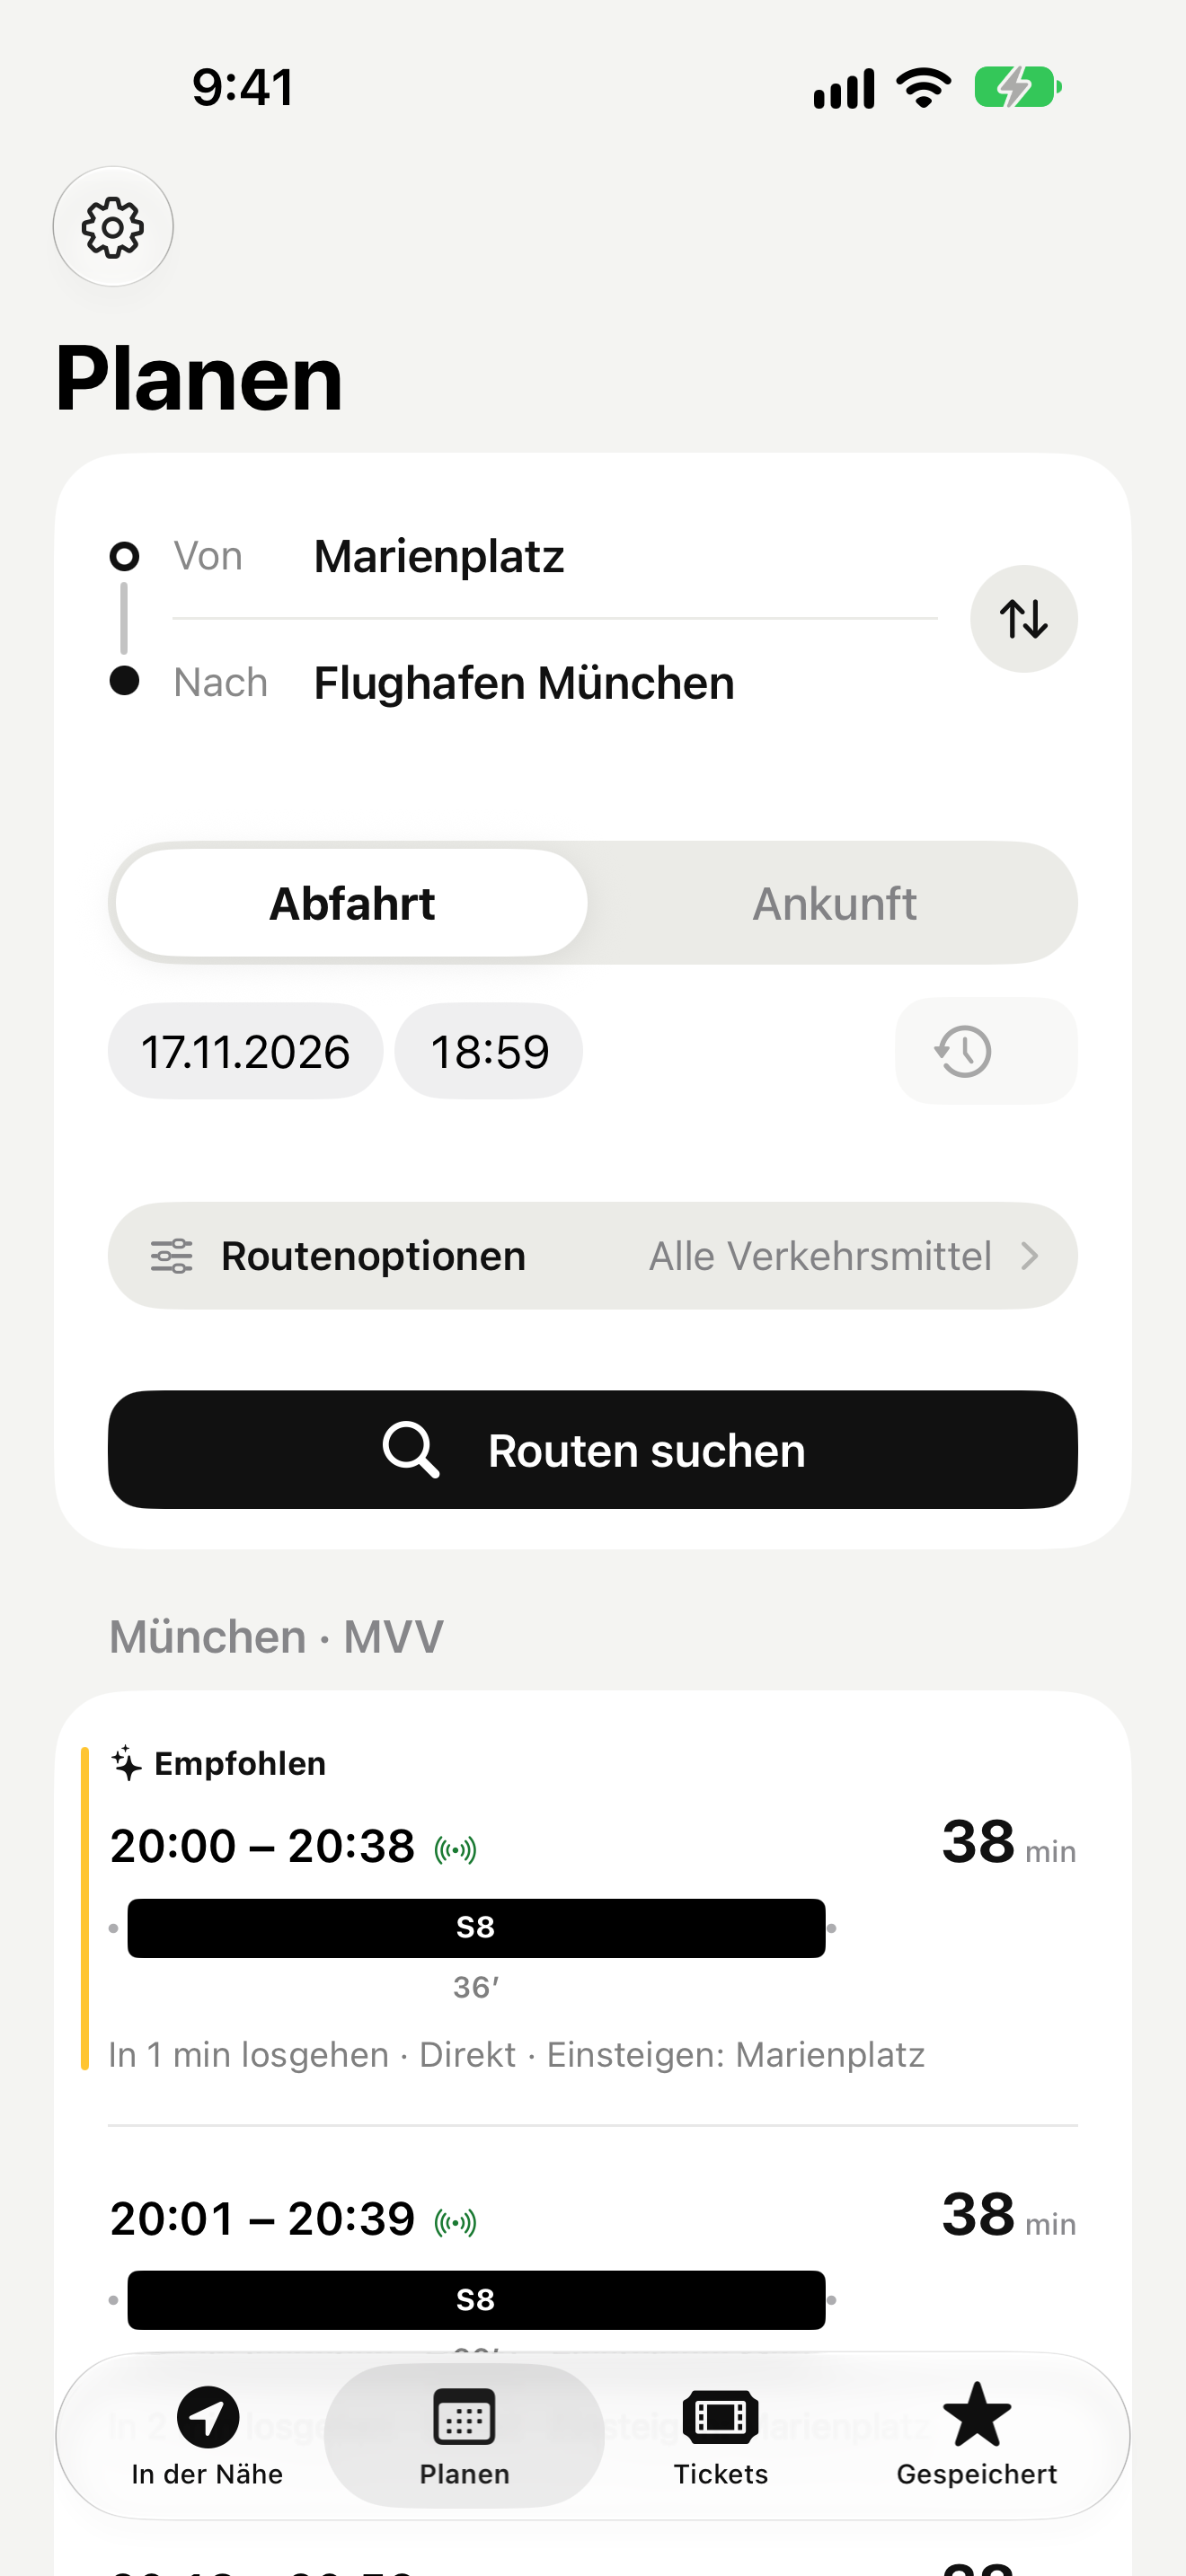 9:41
Planen
Von Marienplatz
Nach Flughafen München
Abfahrt Ankunft
17.11.2026 18:59
Routenoptionen Alle Verkehrsmittel
Routen suchen
München · MVV
Empfohlen
20:00 – 20:38 38 min
S8
36′
In 1 min losgehen · Direkt · Einsteigen: Marienplatz
20:01 – 20:39 38 min
S8
In der Nähe Planen Tickets Gespeichert